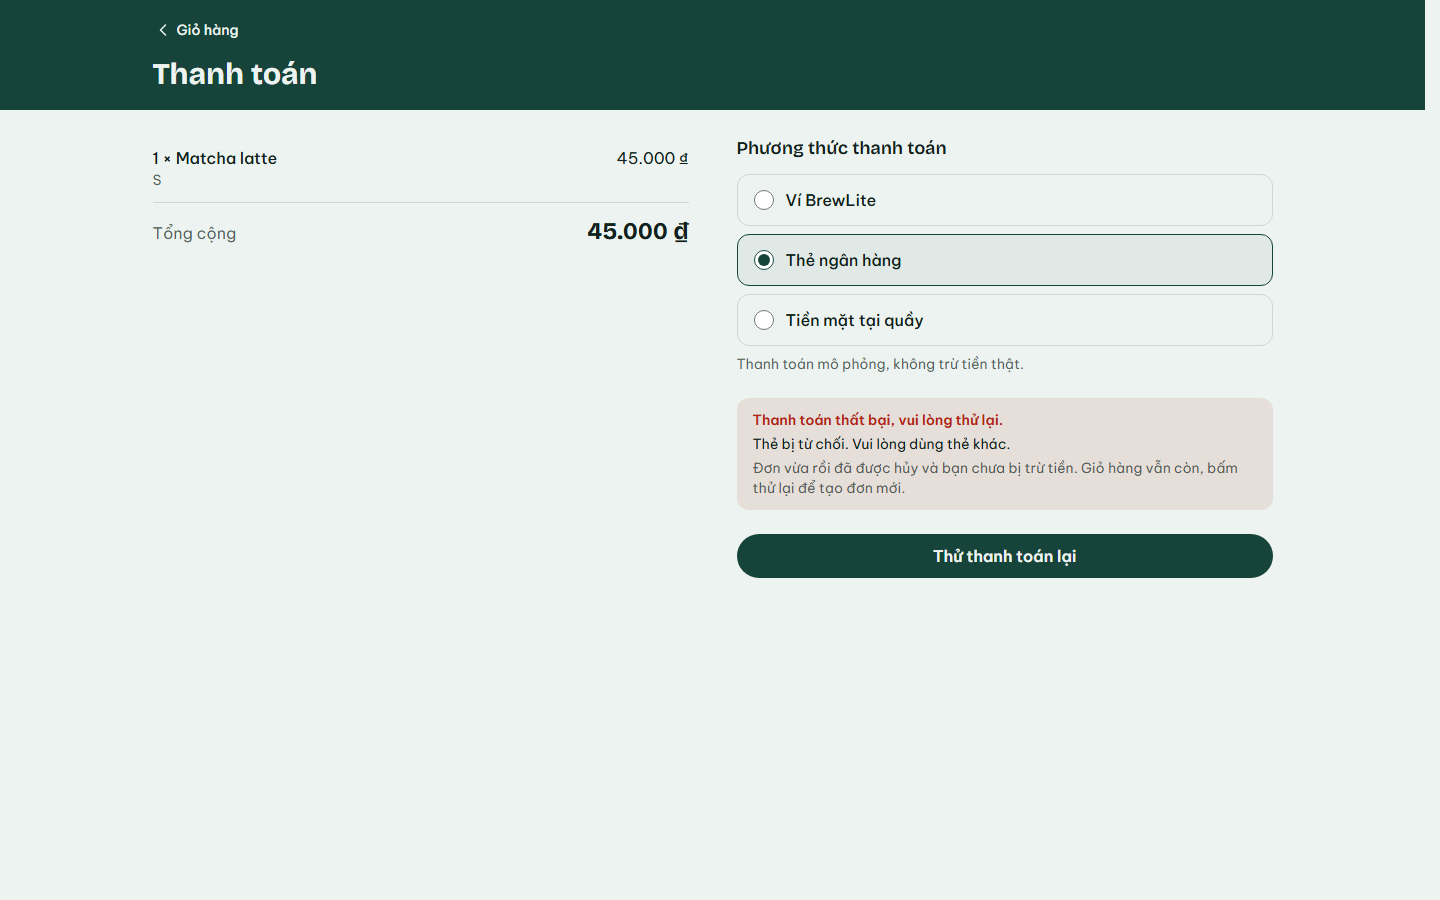 Giỏ hàng
Thanh toán
1 × Matcha latte 45.000 ₫
S
Tổng cộng 45.000 ₫
Phương thức thanh toán
Ví BrewLite
Thẻ ngân hàng
Tiền mặt tại quầy
Thanh toán mô phỏng, không trừ tiền thật.
Thanh toán thất bại, vui lòng thử lại.
Thẻ bị từ chối. Vui lòng dùng thẻ khác.
Đơn vừa rồi đã được hủy và bạn chưa bị trừ tiền. Giỏ hàng vẫn còn, bấm
thử lại để tạo đơn mới.
Thử thanh toán lại